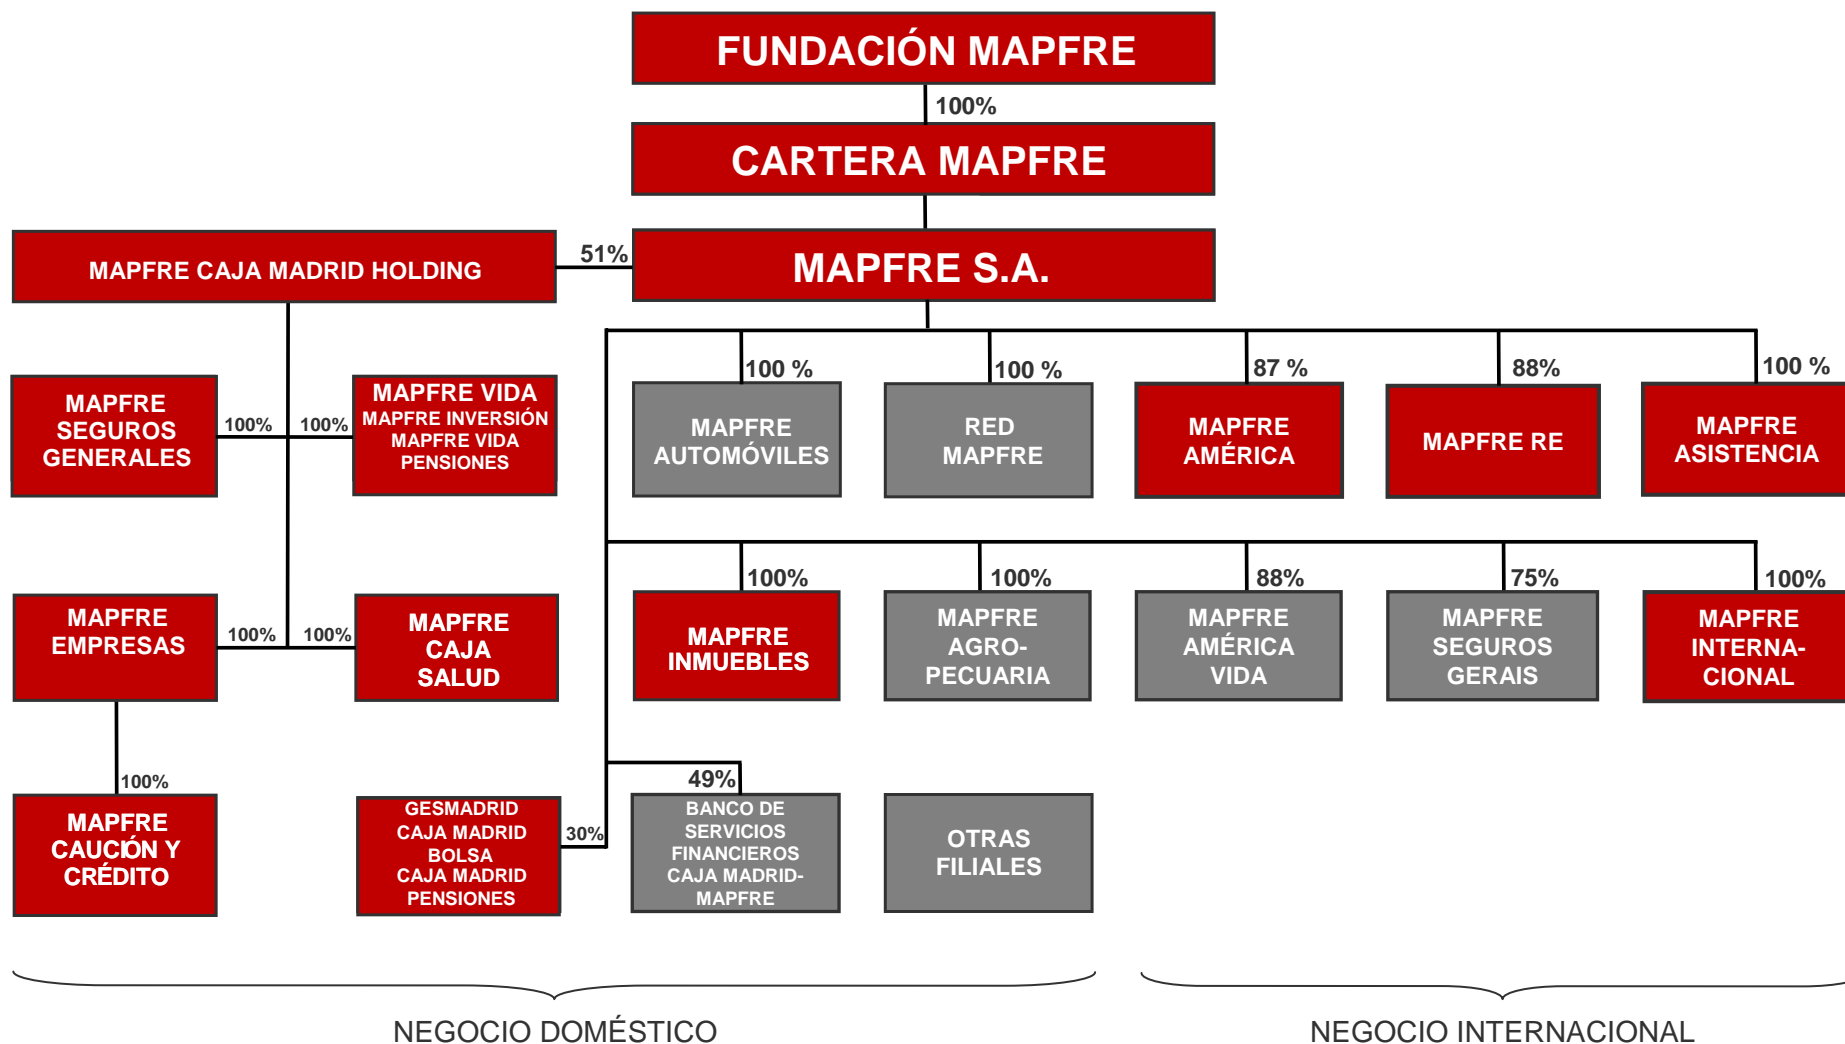 FUNDACIÓN MAPFRE
100%
CARTERA MAPFRE
MAPFRE CAJA MADRID HOLDING
51%
MAPFRE S.A.
MAPFRE
SEGUROS
GENERALES
100%
100%
MAPFRE VIDA
MAPFRE INVERSIÓN
MAPFRE VIDA
PENSIONES
100 %
MAPFRE
AUTOMÓVILES
100 %
RED
MAPFRE
87 %
MAPFRE
AMÉRICA
88%
MAPFRE RE
100 %
MAPFRE
ASISTENCIA
MAPFRE
EMPRESAS
100%
100%
MAPFRE
CAJA
SALUD
100%
MAPFRE
INMUEBLES
100%
MAPFRE
AGRO-
PECUARIA
88%
MAPFRE
AMÉRICA
VIDA
75%
MAPFRE
SEGUROS
GERAIS
100%
MAPFRE
INTERNA-
CIONAL
100%
MAPFRE
CAUCIÓN Y
CRÉDITO
GESMADRID
CAJA MADRID
BOLSA
CAJA MADRID
PENSIONES
30%
49%
BANCO DE
SERVICIOS
FINANCIEROS
CAJA MADRID-
MAPFRE
OTRAS
FILIALES
NEGOCIO DOMÉSTICO
NEGOCIO INTERNACIONAL